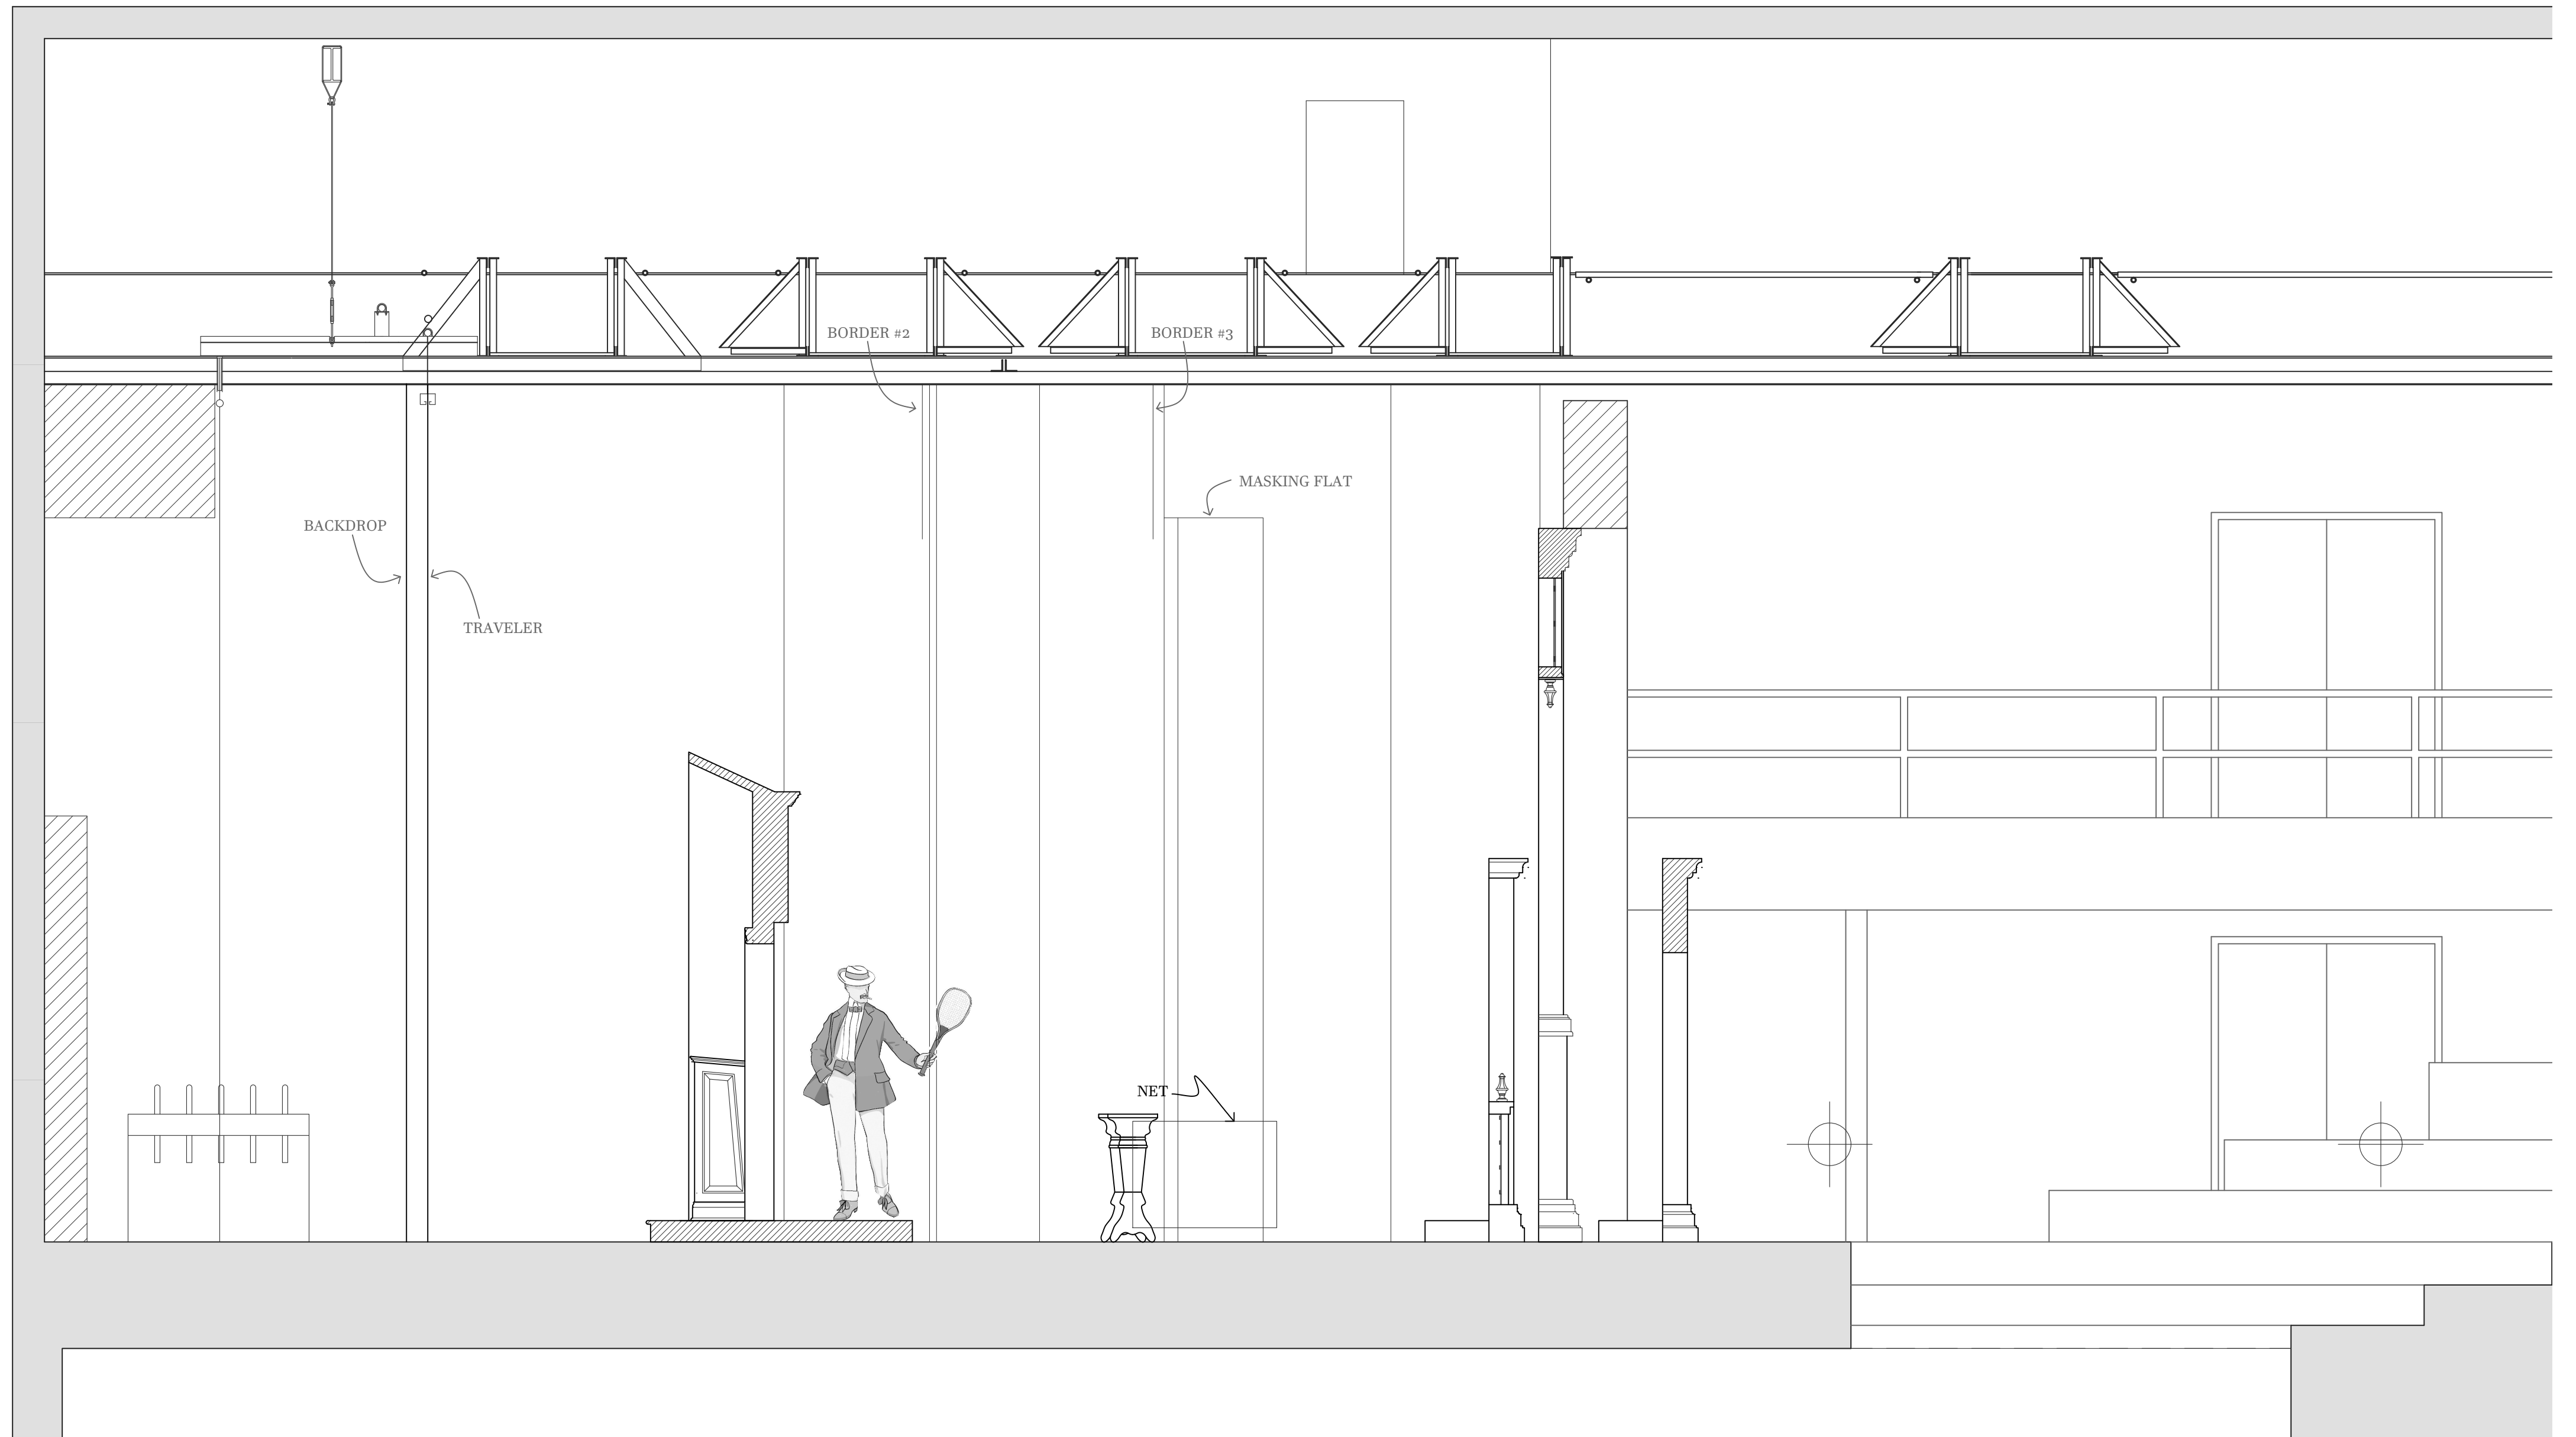 BORDER #2
BORDER #3
MASKING FLAT
BACKDROP
TRAVELER
NET